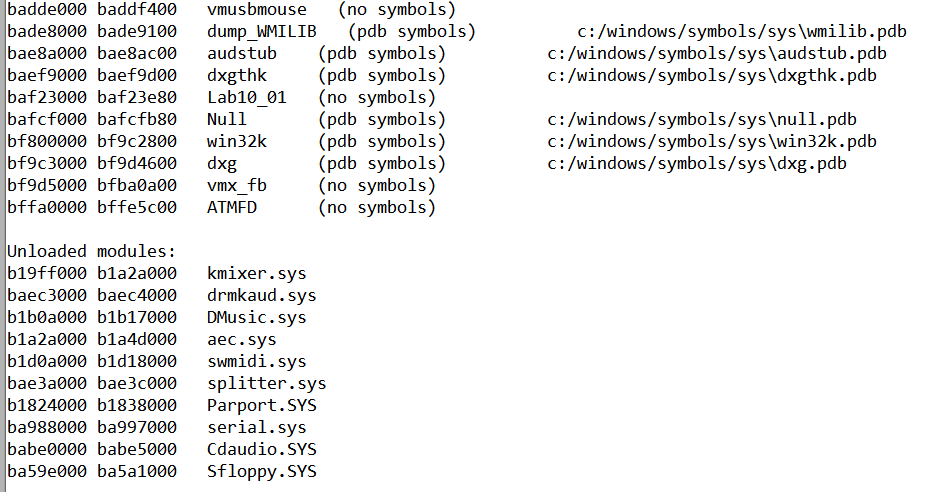 badde000 baddf400   vmusbmouse   (no symbols)
bade8000 bade9100   dump_WMILIB   (pdb symbols)          c:/windows/symbols/sys\wmilib.pdb
bae8a000 bae8ac00   audstub    (pdb symbols)          c:/windows/symbols/sys\audstub.pdb
baef9000 baef9d00   dxgthk     (pdb symbols)          c:/windows/symbols/sys\dxgthk.pdb
baf23000 baf23e80   Lab10_01   (no symbols)
bafcf000 bafcfb80   Null       (pdb symbols)          c:/windows/symbols/sys\null.pdb
bf800000 bf9c2800   win32k     (pdb symbols)          c:/windows/symbols/sys\win32k.pdb
bf9c3000 bf9d4600   dxg        (pdb symbols)          c:/windows/symbols/sys\dxg.pdb
bf9d5000 bfba0a00   vmx_fb     (no symbols)
bffa0000 bffe5c00   ATMFD      (no symbols)

Unloaded modules:
b19ff000 b1a2a000   kmixer.sys
baec3000 baec4000   drmkaud.sys
b1b0a000 b1b17000   DMusic.sys
b1a2a000 b1a4d000   aec.sys
b1d0a000 b1d18000   swmidi.sys
bae3a000 bae3c000   splitter.sys
b1824000 b1838000   Parport.SYS
ba988000 ba997000   serial.sys
babe0000 babe5000   Cdaudio.SYS
ba59e000 ba5a1000   Sfloppy.SYS